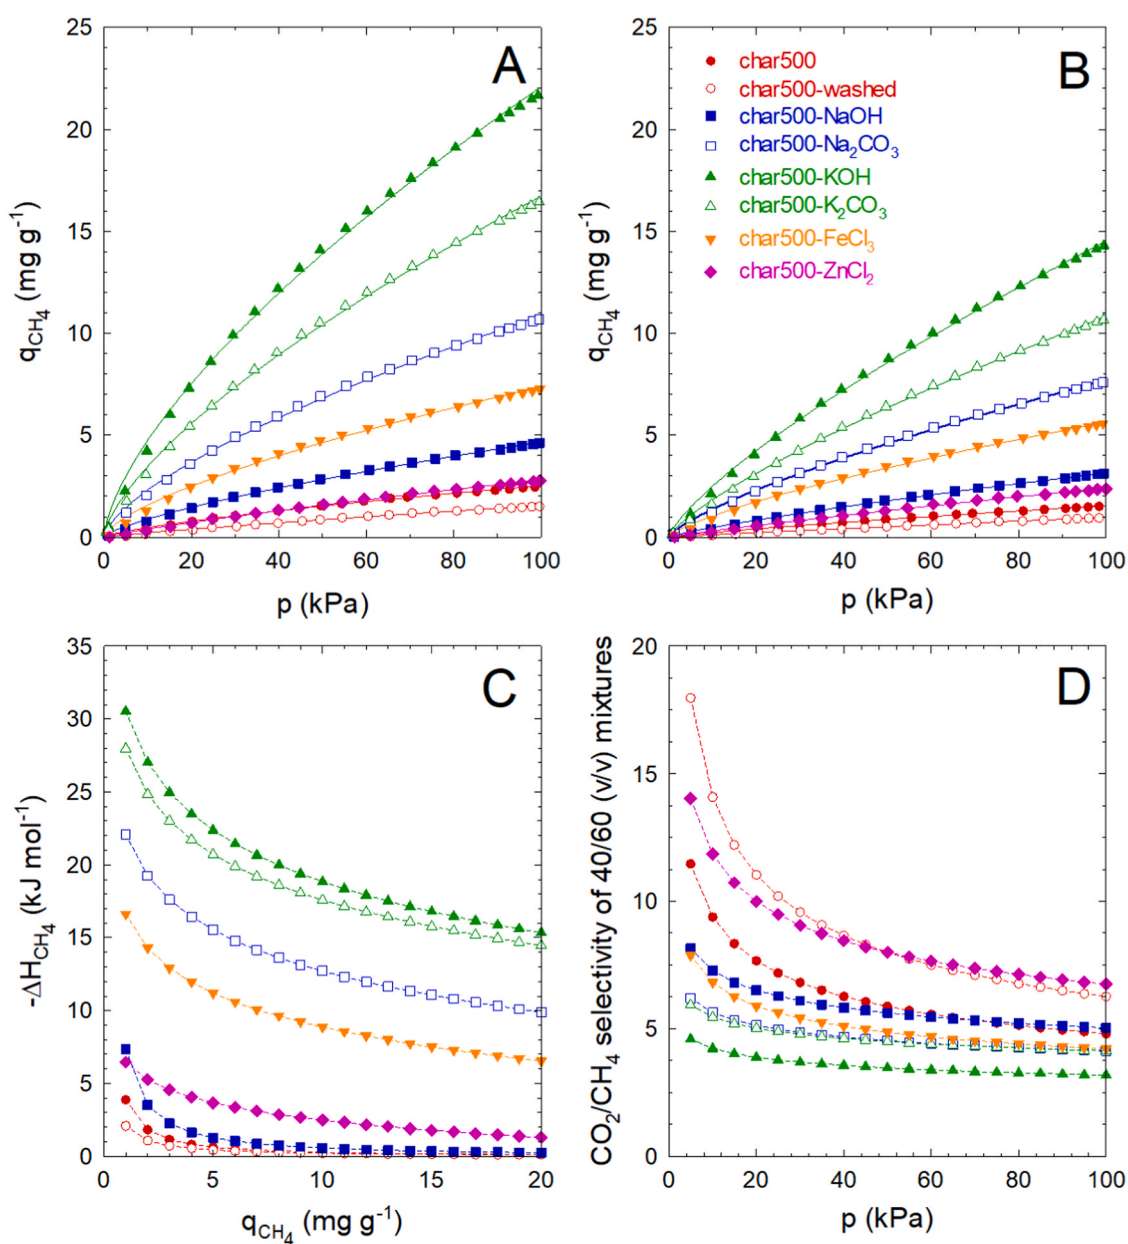 A
25
20
15
10
5
0
q_CH4 (mg g⁻¹)
0 20 40 60 80 100
p (kPa)
B
25
20
15
10
5
0
q_CH4 (mg g⁻¹)
char500
char500-washed
char500-NaOH
char500-Na₂CO₃
char500-KOH
char500-K₂CO₃
char500-FeCl₃
char500-ZnCl₂
0 20 40 60 80 100
p (kPa)
C
35
30
25
20
15
10
5
0
-ΔH_CH4 (kJ mol⁻¹)
0 5 10 15 20
q_CH4 (mg g⁻¹)
D
20
15
10
5
0
CO₂/CH₄ selectivity of 40/60 (v/v) mixtures
0 20 40 60 80 100
p (kPa)